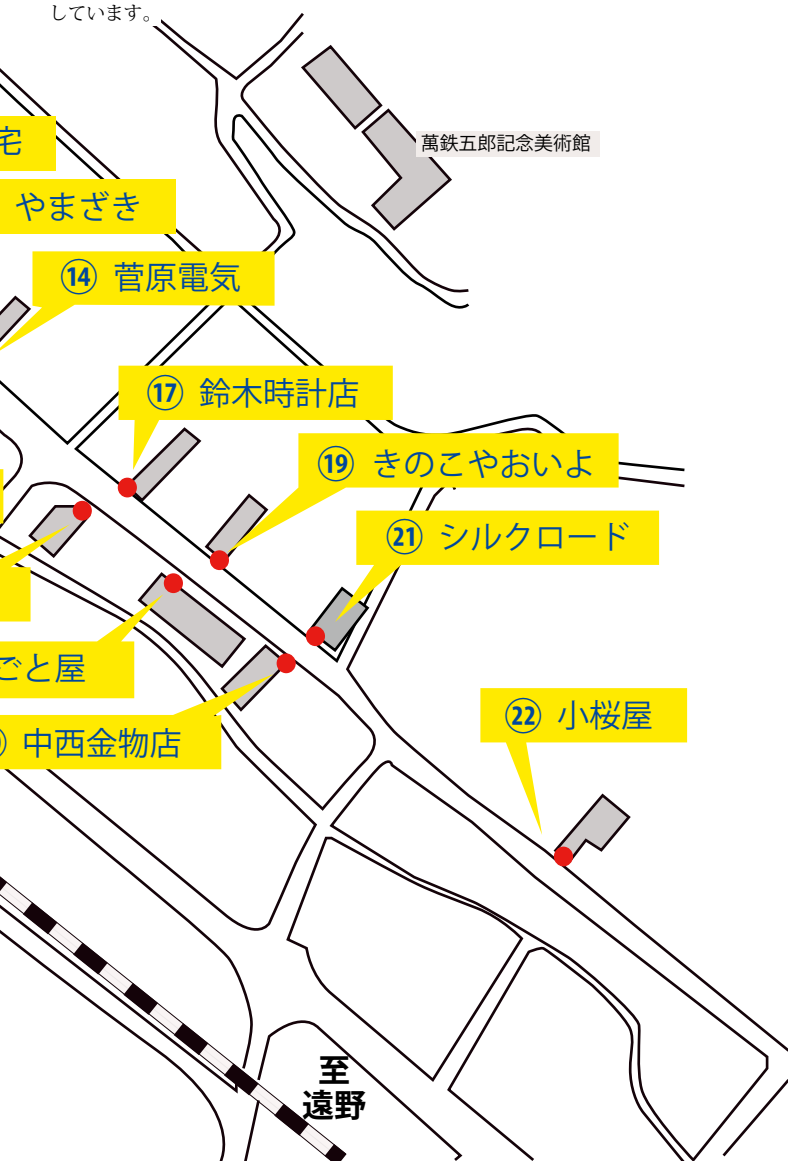 しています。
萬鉄五郎記念美術館
宅
やまざき
⑭ 菅原電気
⑰ 鈴木時計店
⑲ きのこやおいよ
㉑ シルクロード
ごと屋
㉒ 小桜屋
中西金物店
至
遠野